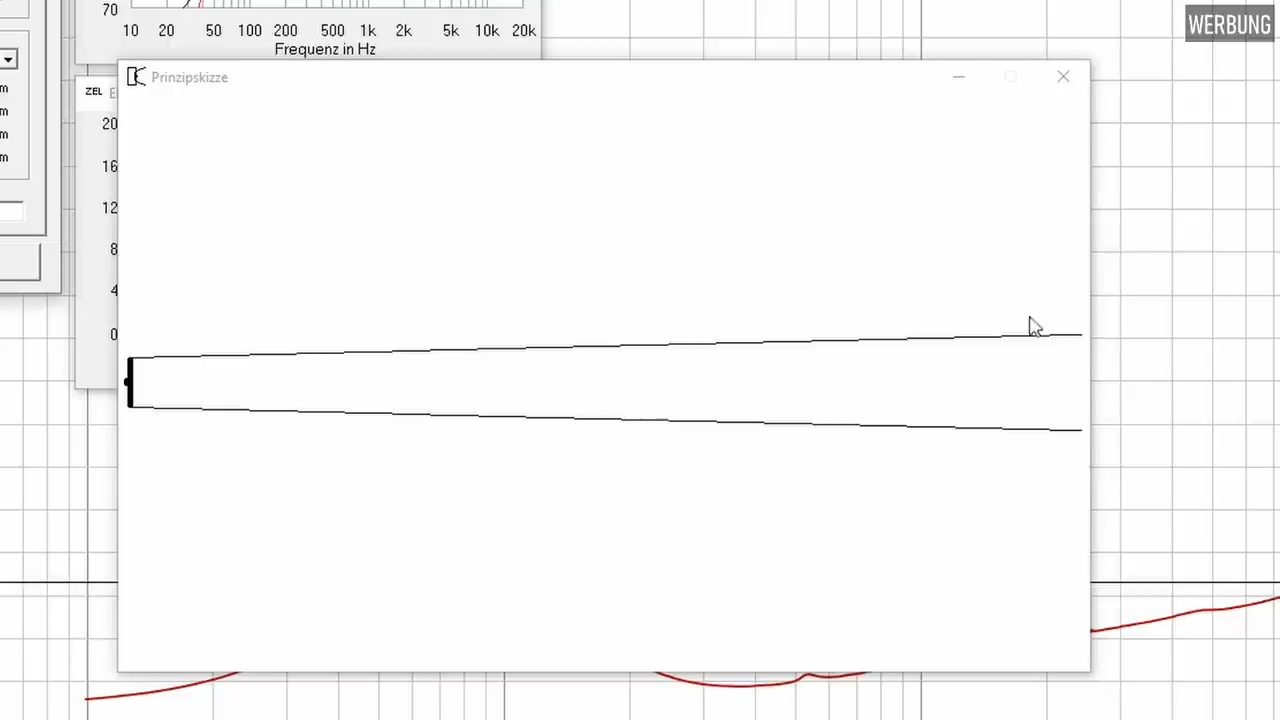 WERBUNG
70
10 20 50 100 200 500 1k 2k 5k 10k 20k
Frequenz in Hz
Prinzipskizze
m
ZEL E
m
20
m
m
16
12
8
4
0